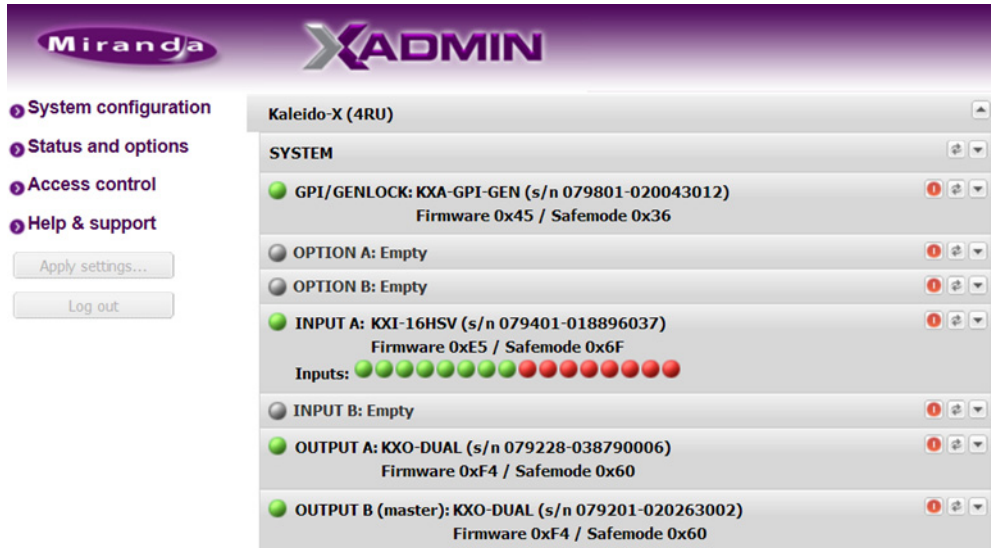 Miranda
XADMIN
System configuration
Status and options
Access control
Help & support
Apply settings...
Log out
Kaleido-X (4RU)
SYSTEM
GPI/GENLOCK: KXA-GPI-GEN (s/n 079801-020043012)
Firmware 0x45 / Safemode 0x36
OPTION A: Empty
OPTION B: Empty
INPUT A: KXI-16HSV (s/n 079401-018896037)
Firmware 0xE5 / Safemode 0x6F
Inputs:
INPUT B: Empty
OUTPUT A: KXO-DUAL (s/n 079228-038790006)
Firmware 0xF4 / Safemode 0x60
OUTPUT B (master): KXO-DUAL (s/n 079201-020263002)
Firmware 0xF4 / Safemode 0x60